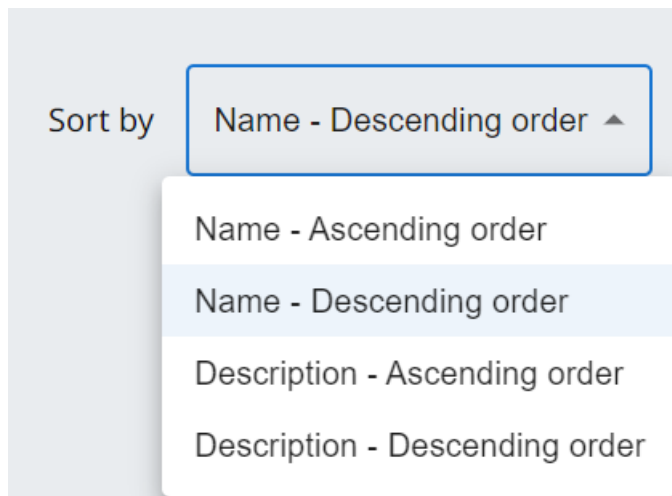 Sort by Name - Descending order
Name - Ascending order
Name - Descending order
Description - Ascending order
Description - Descending order